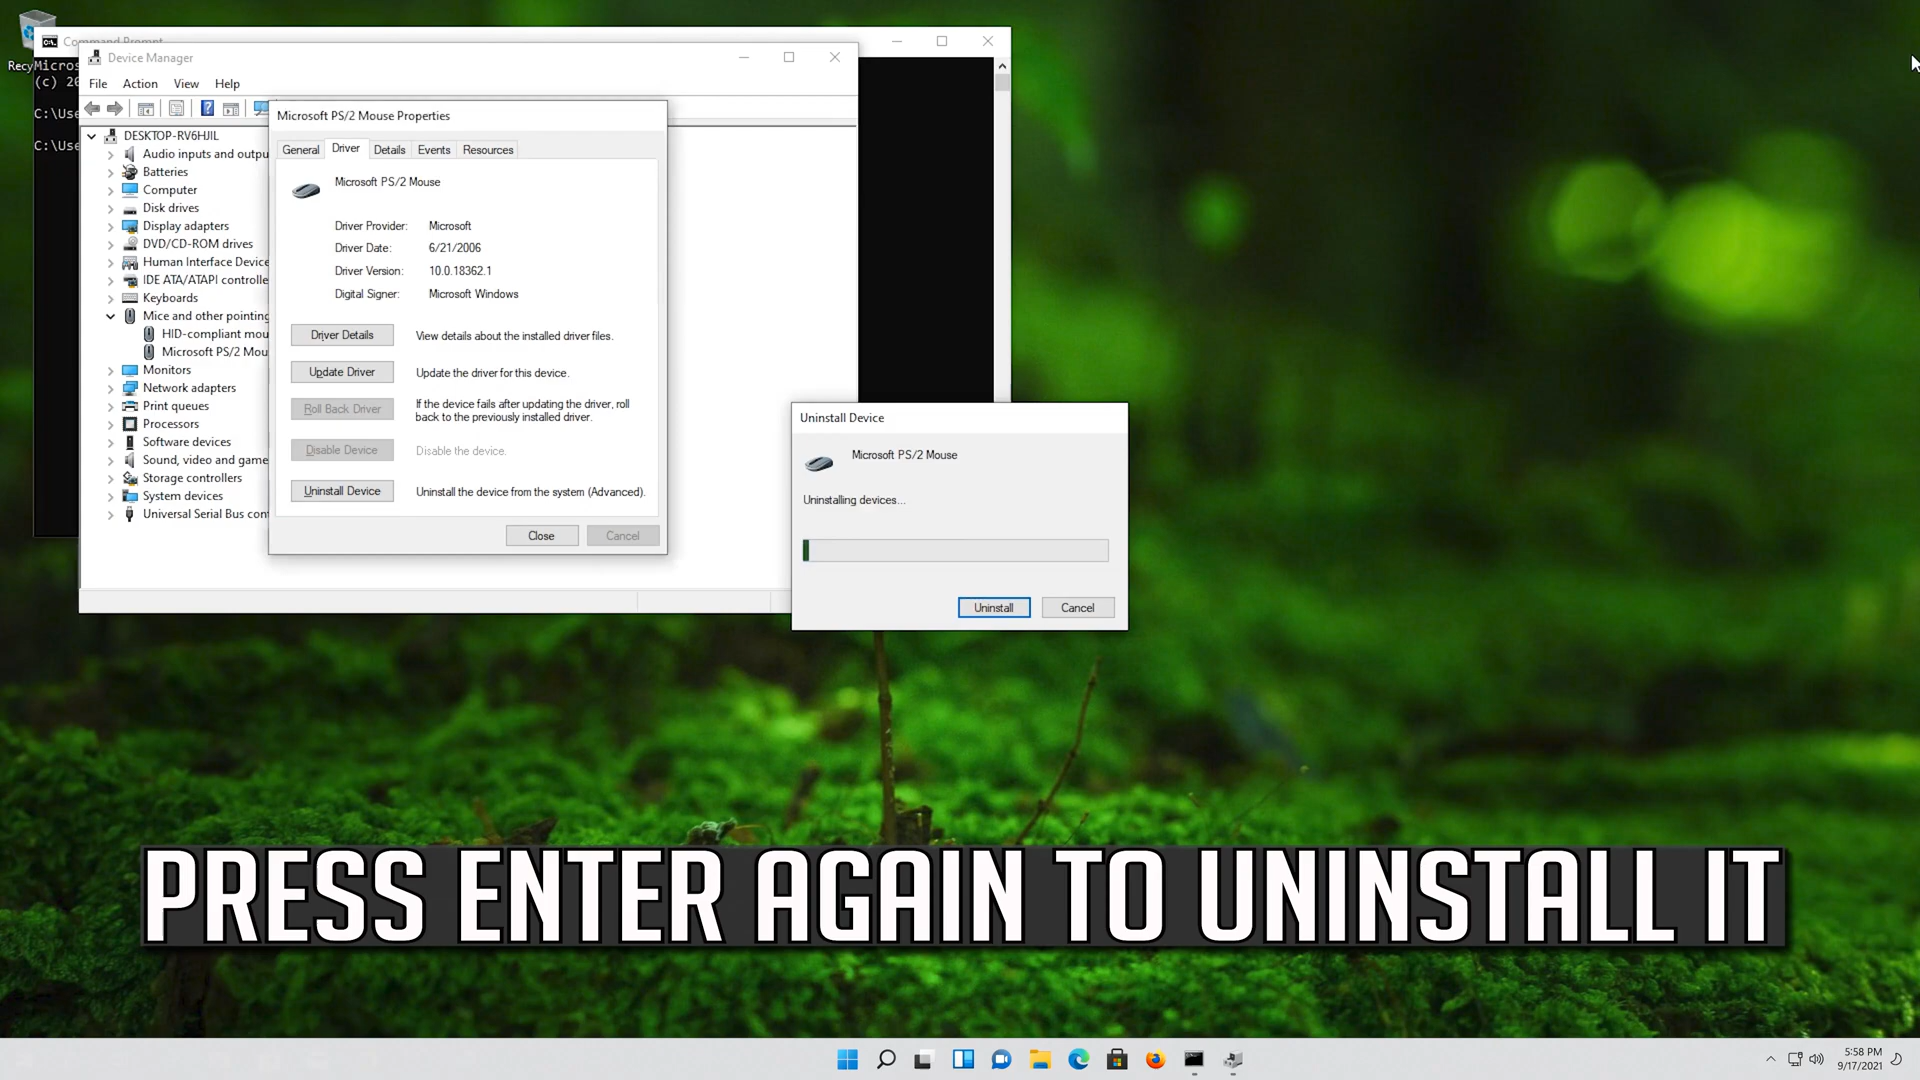 Command Prompt
Recy
Micros
(c) 20
C:\Use
C:\Use
Device Manager
File Action View Help
DESKTOP-RV6HJIL
Audio inputs and outpu
Batteries
Computer
Disk drives
Display adapters
DVD/CD-ROM drives
Human Interface Device
IDE ATA/ATAPI controlle
Keyboards
Mice and other pointing
HID-compliant mou
Microsoft PS/2 Mou
Monitors
Network adapters
Print queues
Processors
Software devices
Sound, video and game
Storage controllers
System devices
Universal Serial Bus cont
Microsoft PS/2 Mouse Properties
General Driver Details Events Resources
Microsoft PS/2 Mouse
Driver Provider: Microsoft
Driver Date: 6/21/2006
Driver Version: 10.0.18362.1
Digital Signer: Microsoft Windows
Driver Details View details about the installed driver files.
Update Driver Update the driver for this device.
Roll Back Driver If the device fails after updating the driver, roll
back to the previously installed driver.
Disable Device Disable the device.
Uninstall Device Uninstall the device from the system (Advanced).
Close Cancel
Uninstall Device
Microsoft PS/2 Mouse
Uninstalling devices...
Uninstall Cancel
PRESS ENTER AGAIN TO UNINSTALL IT
5:58 PM
9/17/2021